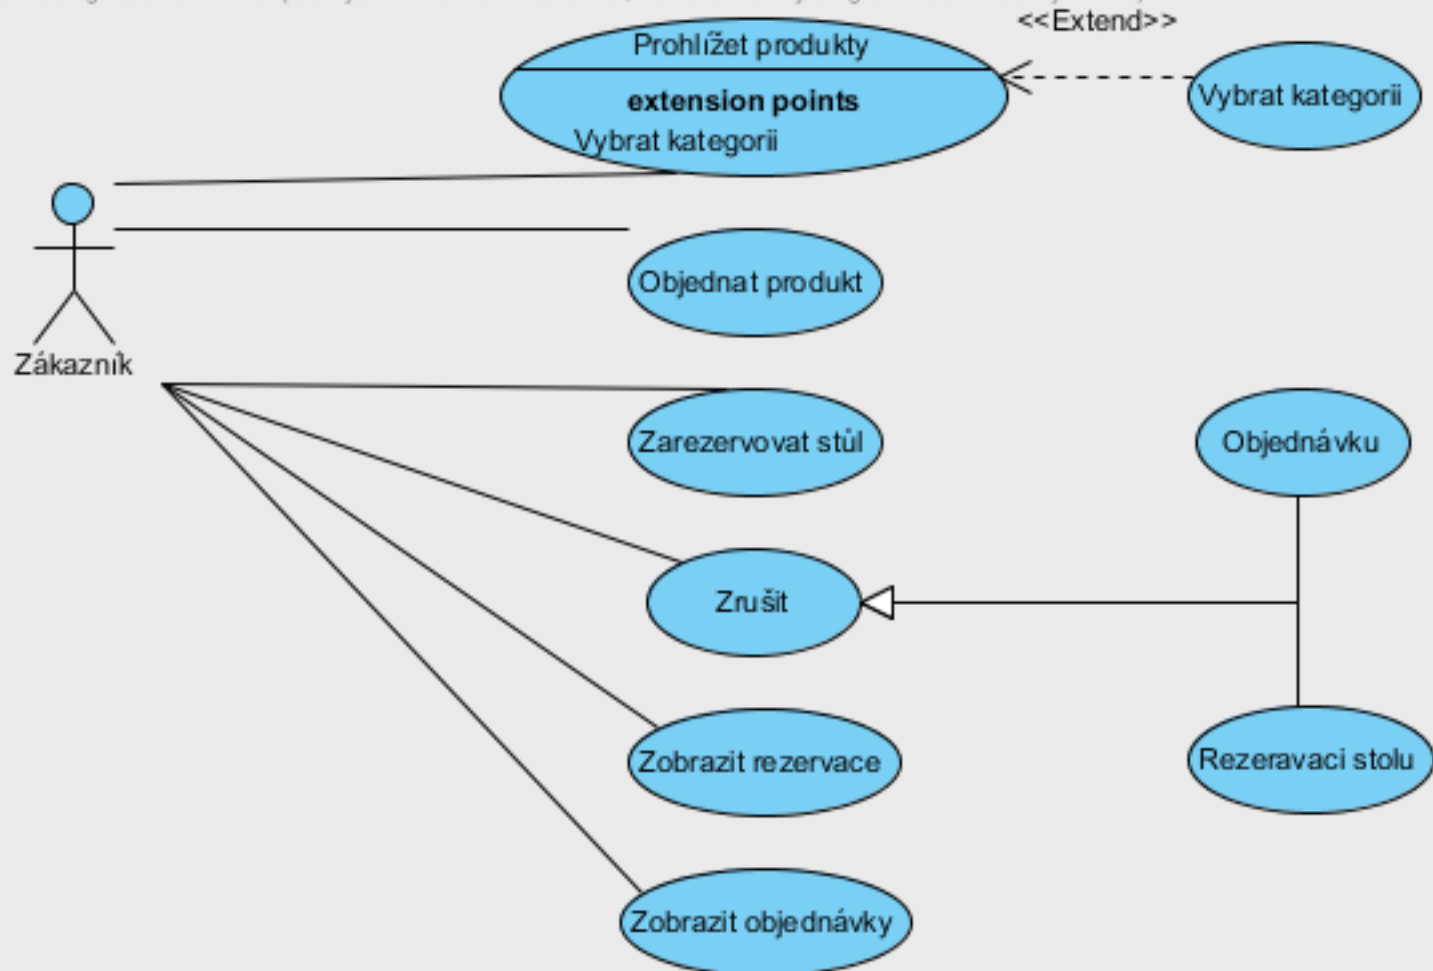 <<Extend>>
Prohlížet produkty
extension points
Vybrat kategorii
Vybrat kategorii
Zákazník
Objednat produkt
Zarezervovat stůl
Objednávku
Zrušit
Zobrazit rezervace
Rezeravaci stolu
Zobrazit objednávky